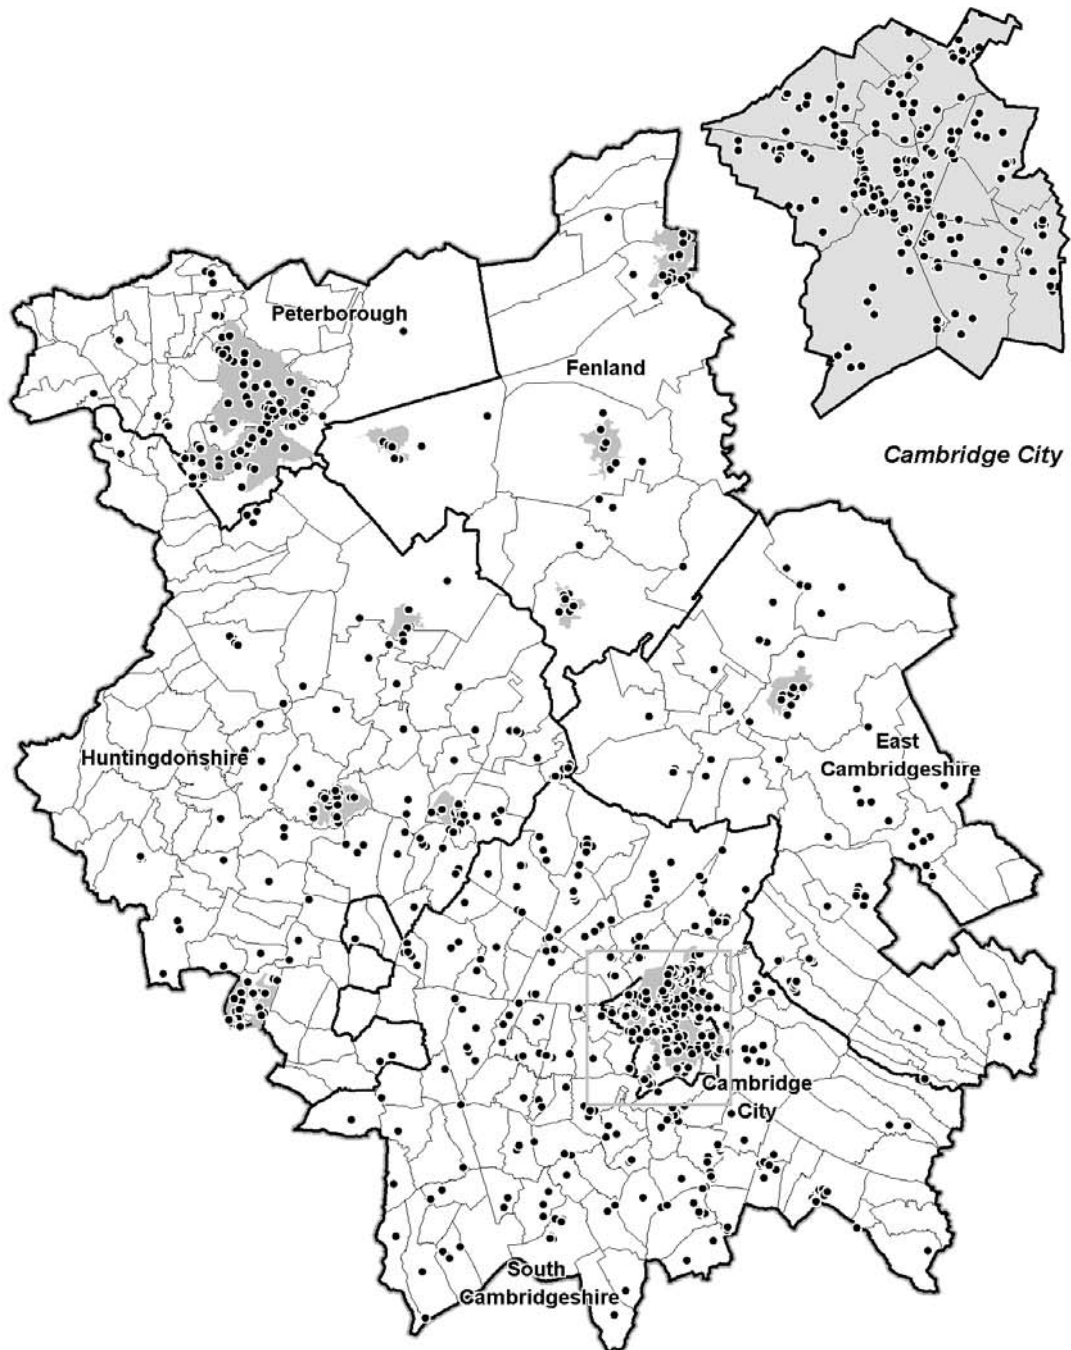 Peterborough
Fenland
Cambridge City
Huntingdonshire
East
Cambridgeshire
Cambridge
City
South
Cambridgeshire